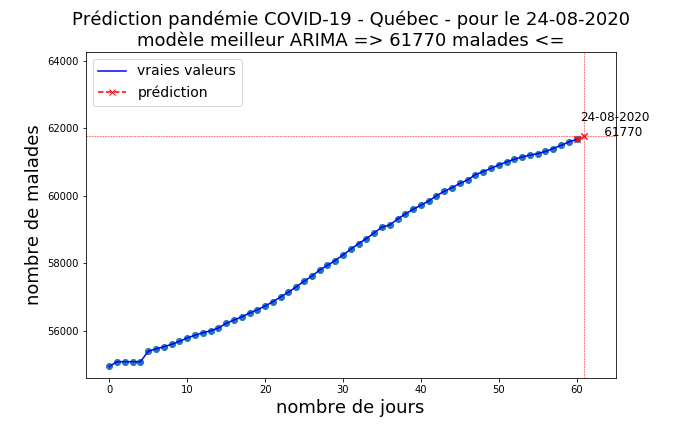 Prédiction pandémie COVID-19 - Québec - pour le 24-08-2020
modèle meilleur ARIMA => 61770 malades <=
64000
62000
60000
58000
56000
nombre de malades
vraies valeurs
prédiction
24-08-2020
61770
0 10 20 30 40 50 60
nombre de jours